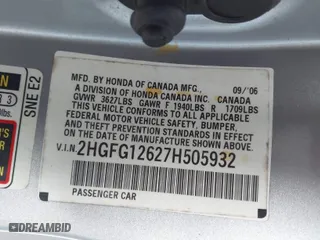 MFD. BY HONDA OF CANADA MFG., 09/'06
A DIVISION OF HONDA CANADA INC. CANADA
GVWR 3627LBS GAWR F 1940LBS R 1709LBS
THIS VEHICLE CONFORMS TO ALL APPLICABLE
FEDERAL MOTOR VEHICLE SAFETY, BUMPER,
AND THEFT PREVENTION STANDARDS IN EFFECT
ON THE DATE OF MANUFACTURE SHOWN ABOVE.
V.I.N 2HGFG12627H505932
PASSENGER CAR
SNE E2
DREAMBID
dreambid.com